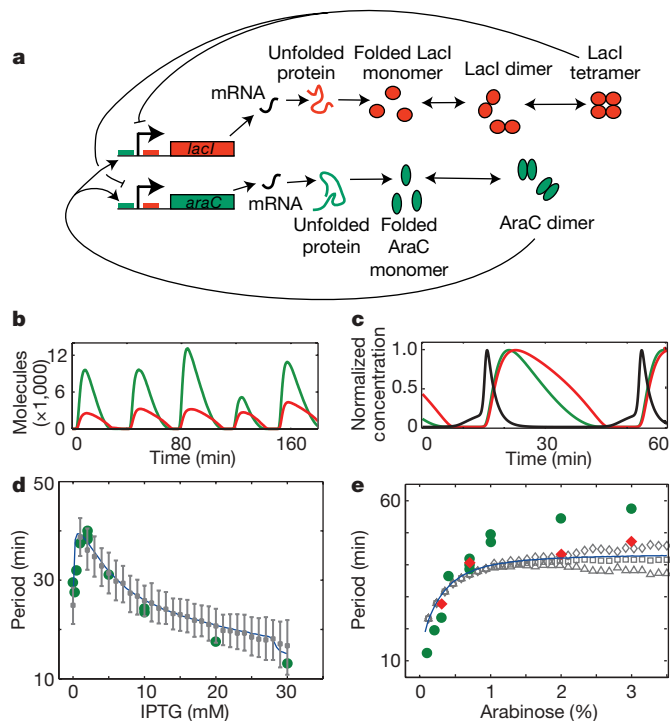 a
Unfolded protein
Folded LacI monomer
LacI dimer
LacI tetramer
mRNA
lacI
araC
mRNA
Unfolded protein
Folded AraC monomer
AraC dimer
b
Molecules (×1,000)
12
6
0
0
80
160
Time (min)
c
Normalized concentration
1.0
0.5
0
30
60
Time (min)
d
Period (min)
50
30
10
0
10
20
30
IPTG (mM)
e
Period (min)
60
10
0
1
2
3
Arabinose (%)